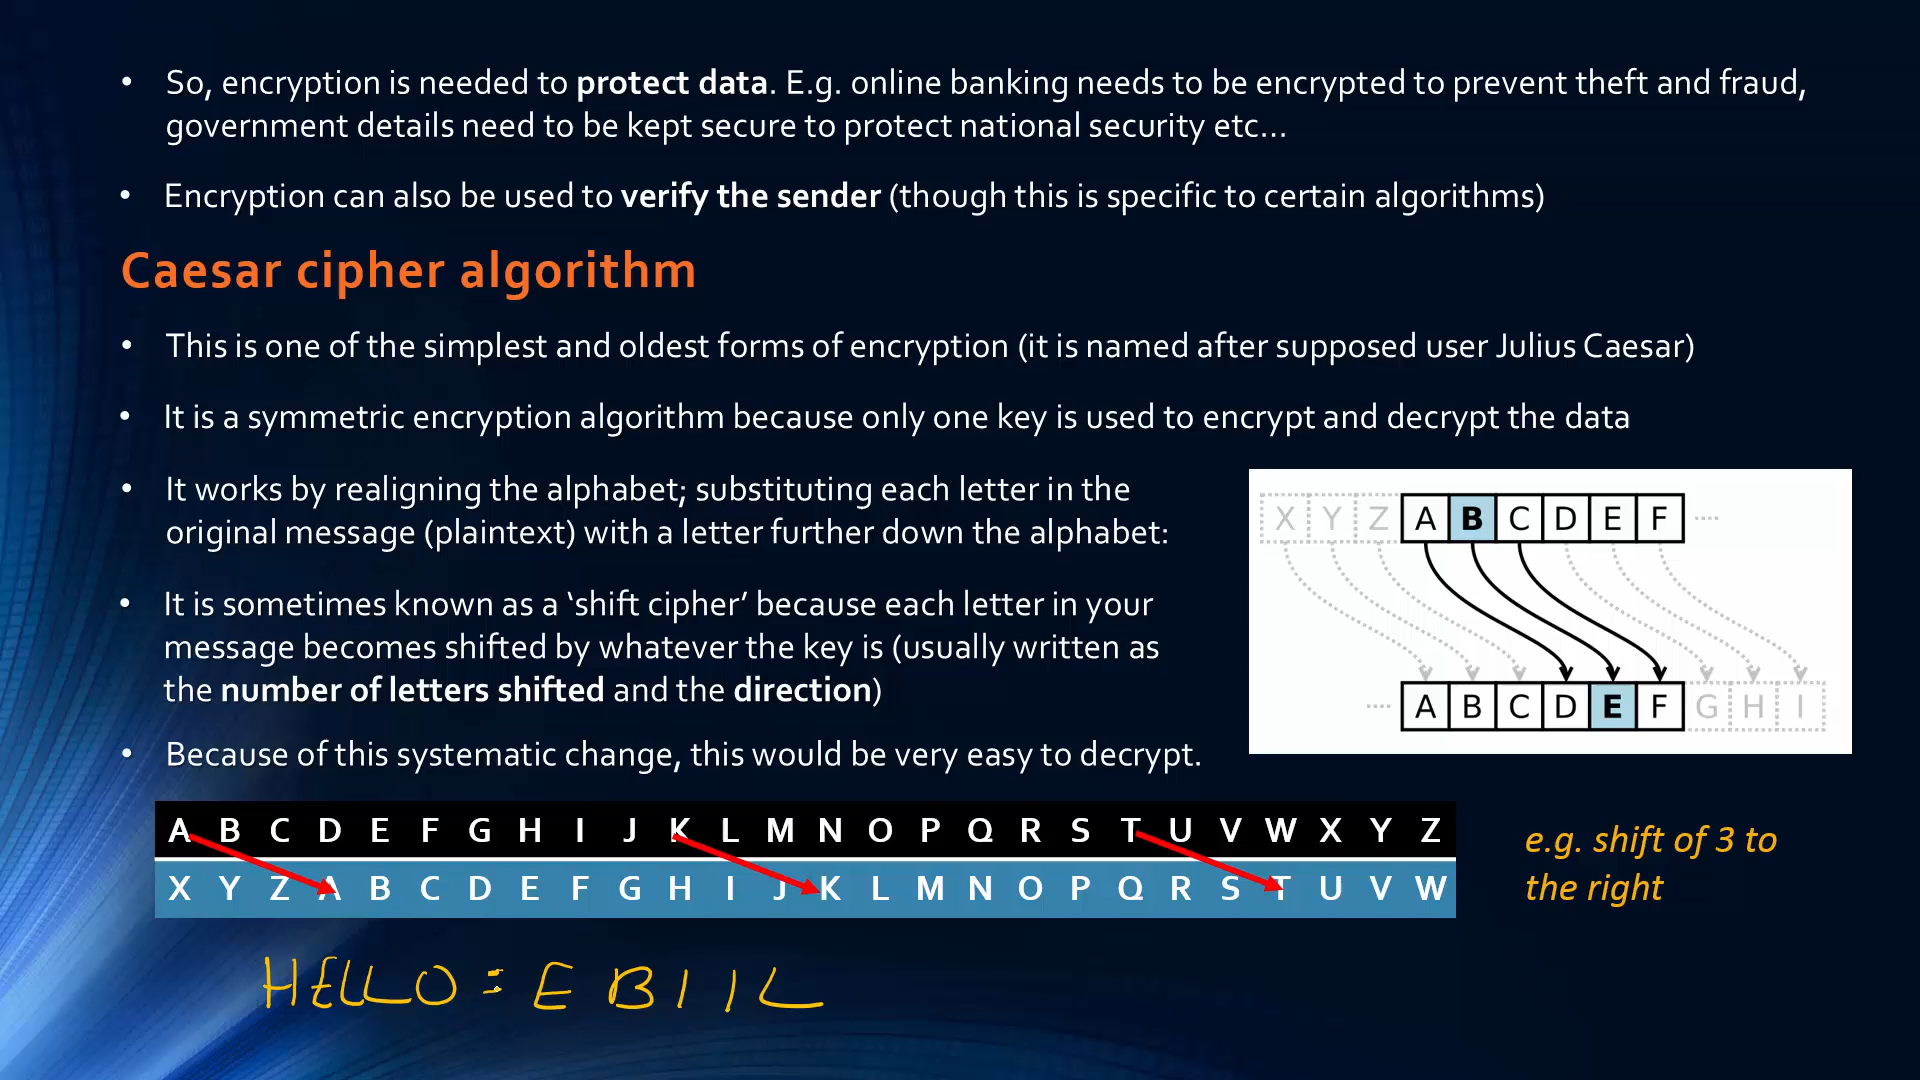 • So, encryption is needed to protect data. E.g. online banking needs to be encrypted to prevent theft and fraud,
government details need to be kept secure to protect national security etc...
• Encryption can also be used to verify the sender (though this is specific to certain algorithms)
Caesar cipher algorithm
• This is one of the simplest and oldest forms of encryption (it is named after supposed user Julius Caesar)
• It is a symmetric encryption algorithm because only one key is used to encrypt and decrypt the data
• It works by realigning the alphabet; substituting each letter in the
original message (plaintext) with a letter further down the alphabet:
• It is sometimes known as a ‘shift cipher’ because each letter in your
message becomes shifted by whatever the key is (usually written as
the number of letters shifted and the direction)
• Because of this systematic change, this would be very easy to decrypt.
X Y Z A B C D E F ....
.... A B C D E F G H I
A B C D E F G H I J K L M N O P Q R S T U V W X Y Z
X Y Z A B C D E F G H I J K L M N O P Q R S T U V W
e.g. shift of 3 to
the right
HELLO = E B I I L